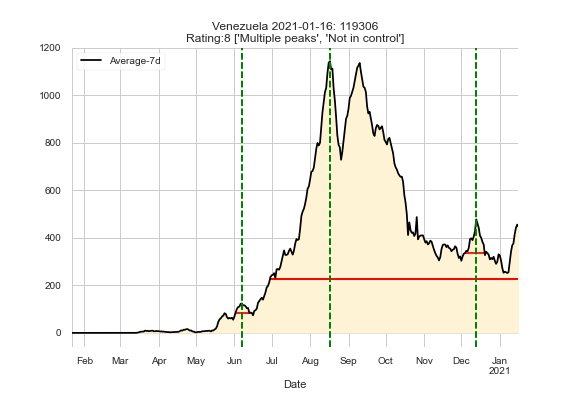 Venezuela 2021-01-16: 119306
Rating:8 ['Multiple peaks', 'Not in control']
Average-7d
1200
1000
800
600
400
200
0
Feb Mar Apr May Jun Jul Aug Sep Oct Nov Dec Jan
2021
Date